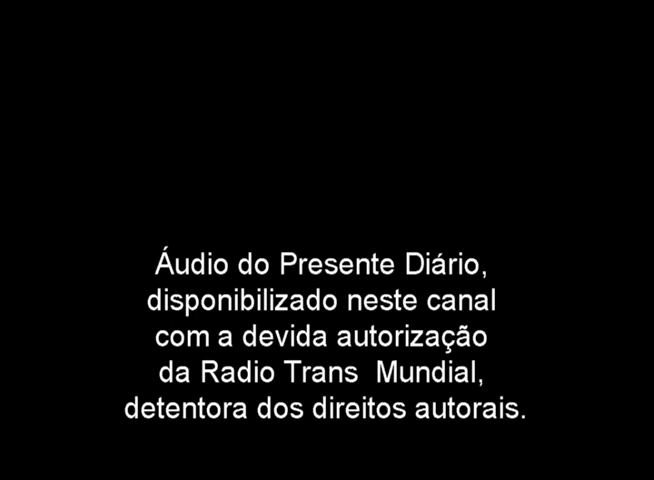 Áudio do Presente Diário,
disponibilizado neste canal
com a devida autorização
da Radio Trans  Mundial,
detentora dos direitos autorais.